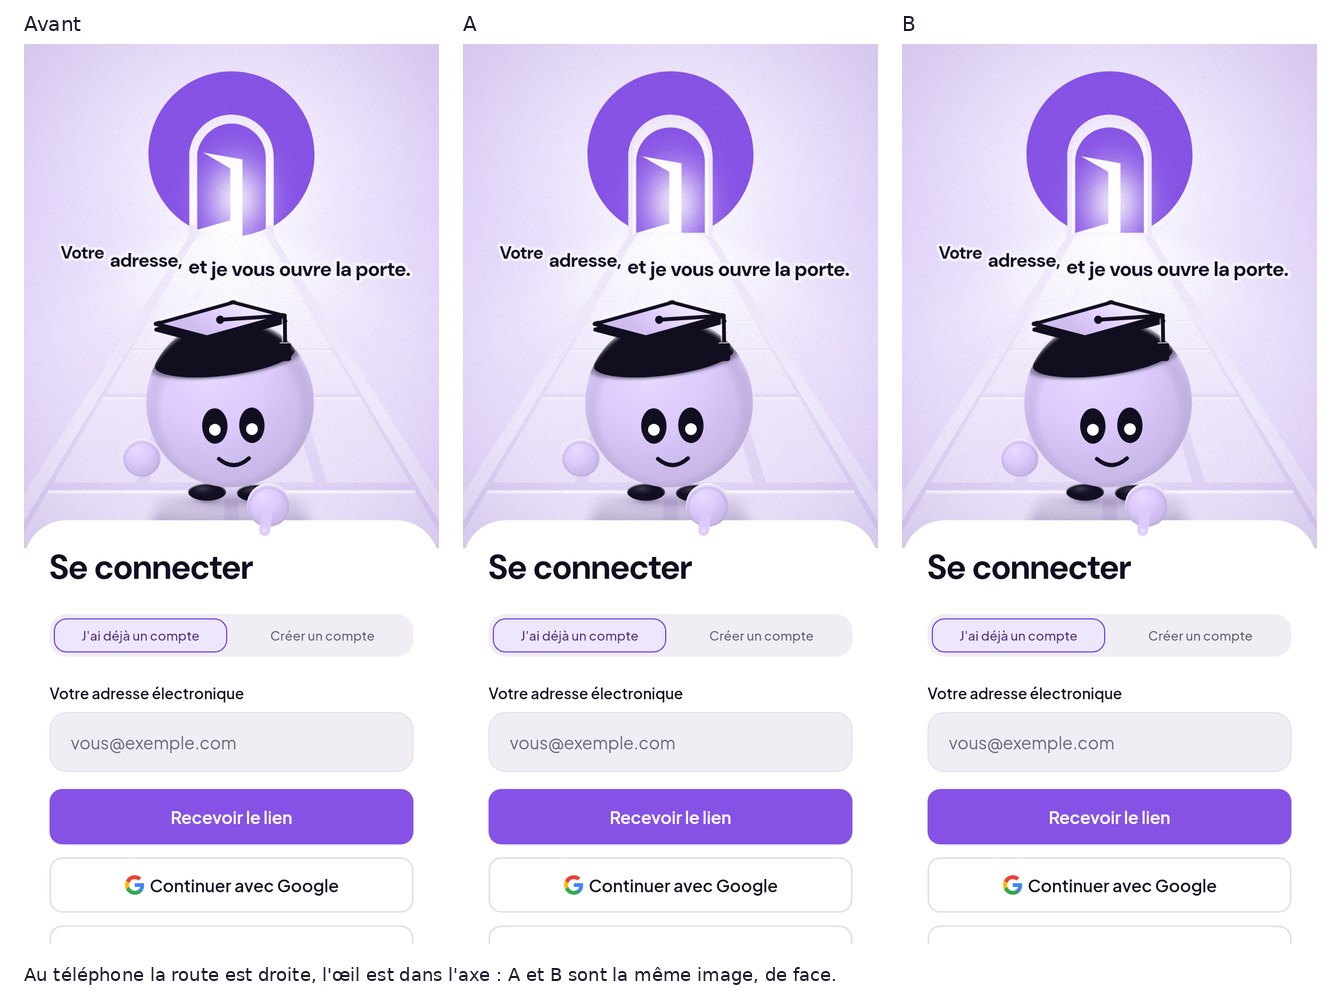 Avant
Votre adresse, et je vous ouvre la porte.
Se connecter
J'ai déjà un compte
Créer un compte
Votre adresse électronique
vous@exemple.com
Recevoir le lien
Continuer avec Google
A
Votre adresse, et je vous ouvre la porte.
Se connecter
J'ai déjà un compte
Créer un compte
Votre adresse électronique
vous@exemple.com
Recevoir le lien
Continuer avec Google
B
Votre adresse, et je vous ouvre la porte.
Se connecter
J'ai déjà un compte
Créer un compte
Votre adresse électronique
vous@exemple.com
Recevoir le lien
Continuer avec Google
Au téléphone la route est droite, l'œil est dans l'axe : A et B sont la même image, de face.